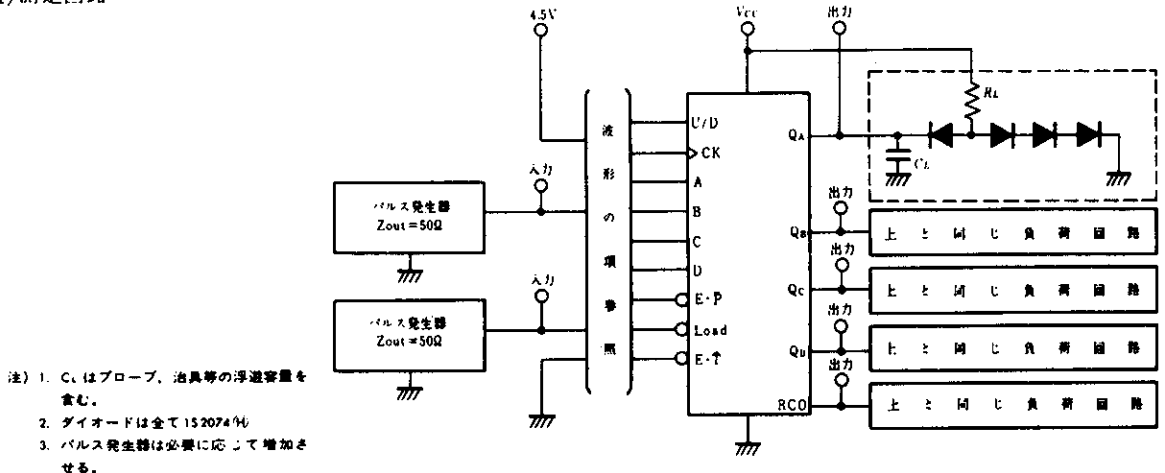 測定回路
4.5V
Vcc
出力
RL
CL
波形の項参照
U/D
CK
A
B
C
D
E·P
Load
E·T
QA
QB
QC
QD
RCO
入力
パルス発生器
Zout=50Ω
入力
パルス発生器
Zout=50Ω
出力
上と同じ負荷回路
出力
上と同じ負荷回路
出力
上と同じ負荷回路
出力
上と同じ負荷回路
注) 1. CLはプローブ, 治具等の浮遊容量を
含む。
2. ダイオードは全て1S2074Ⓗ
3. パルス発生器は必要に応じて増加さ
せる。